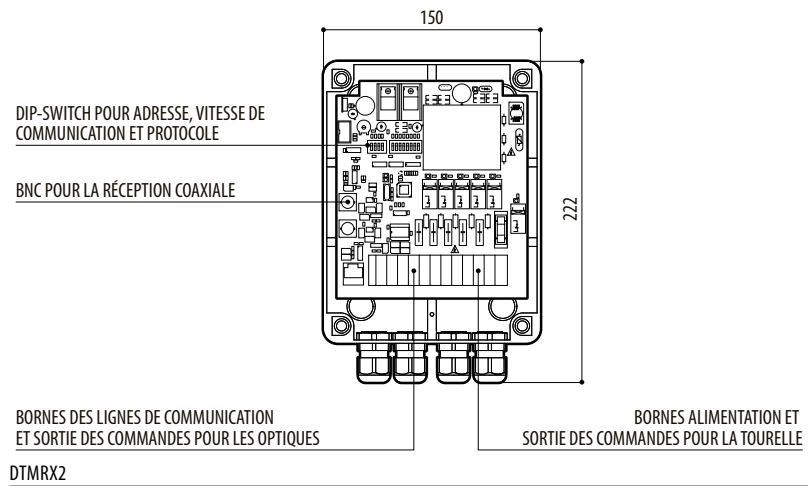 150
DIP-SWITCH POUR ADRESSE, VITESSE DE
COMMUNICATION ET PROTOCOLE
BNC POUR LA RÉCEPTION COAXIALE
222
BORNES DES LIGNES DE COMMUNICATION
ET SORTIE DES COMMANDES POUR LES OPTIQUES
BORNES ALIMENTATION ET
SORTIE DES COMMANDES POUR LA TOURELLE
DTMRX2